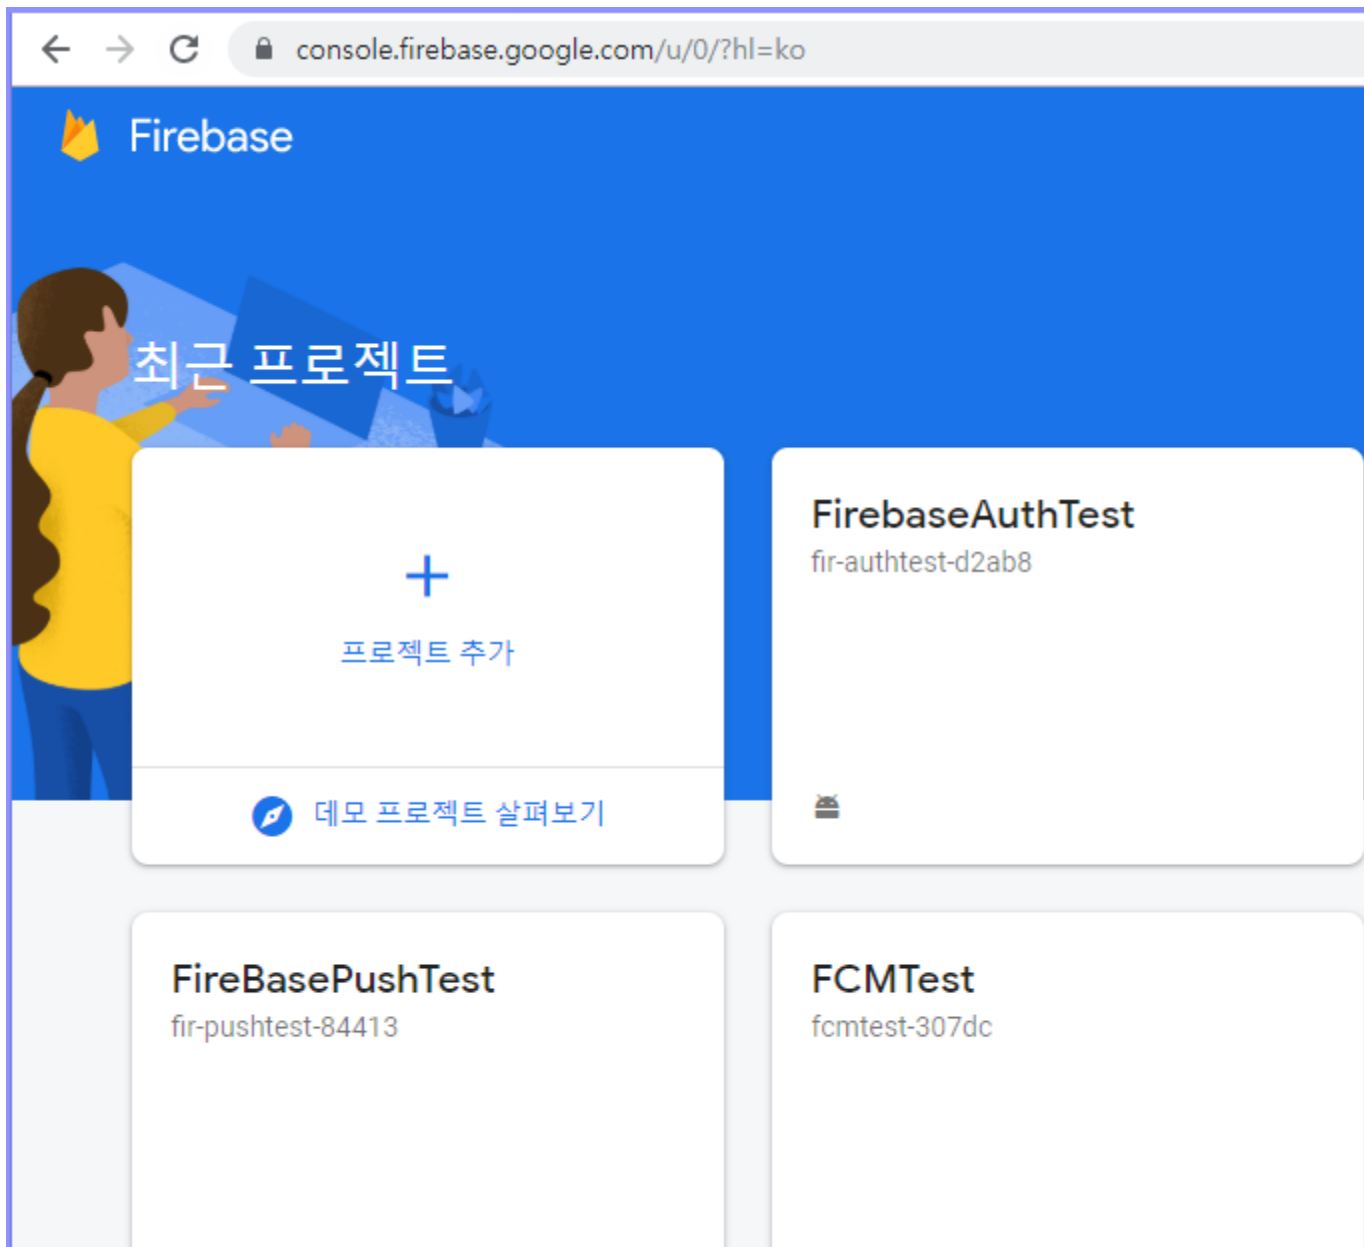 console.firebase.google.com/u/0/?hl=ko
Firebase
최근 프로젝트
프로젝트 추가
데모 프로젝트 살펴보기
FirebaseAuthTest
fir-authtest-d2ab8
FireBasePushTest
fir-pushtest-84413
FCMTest
fcmtest-307dc